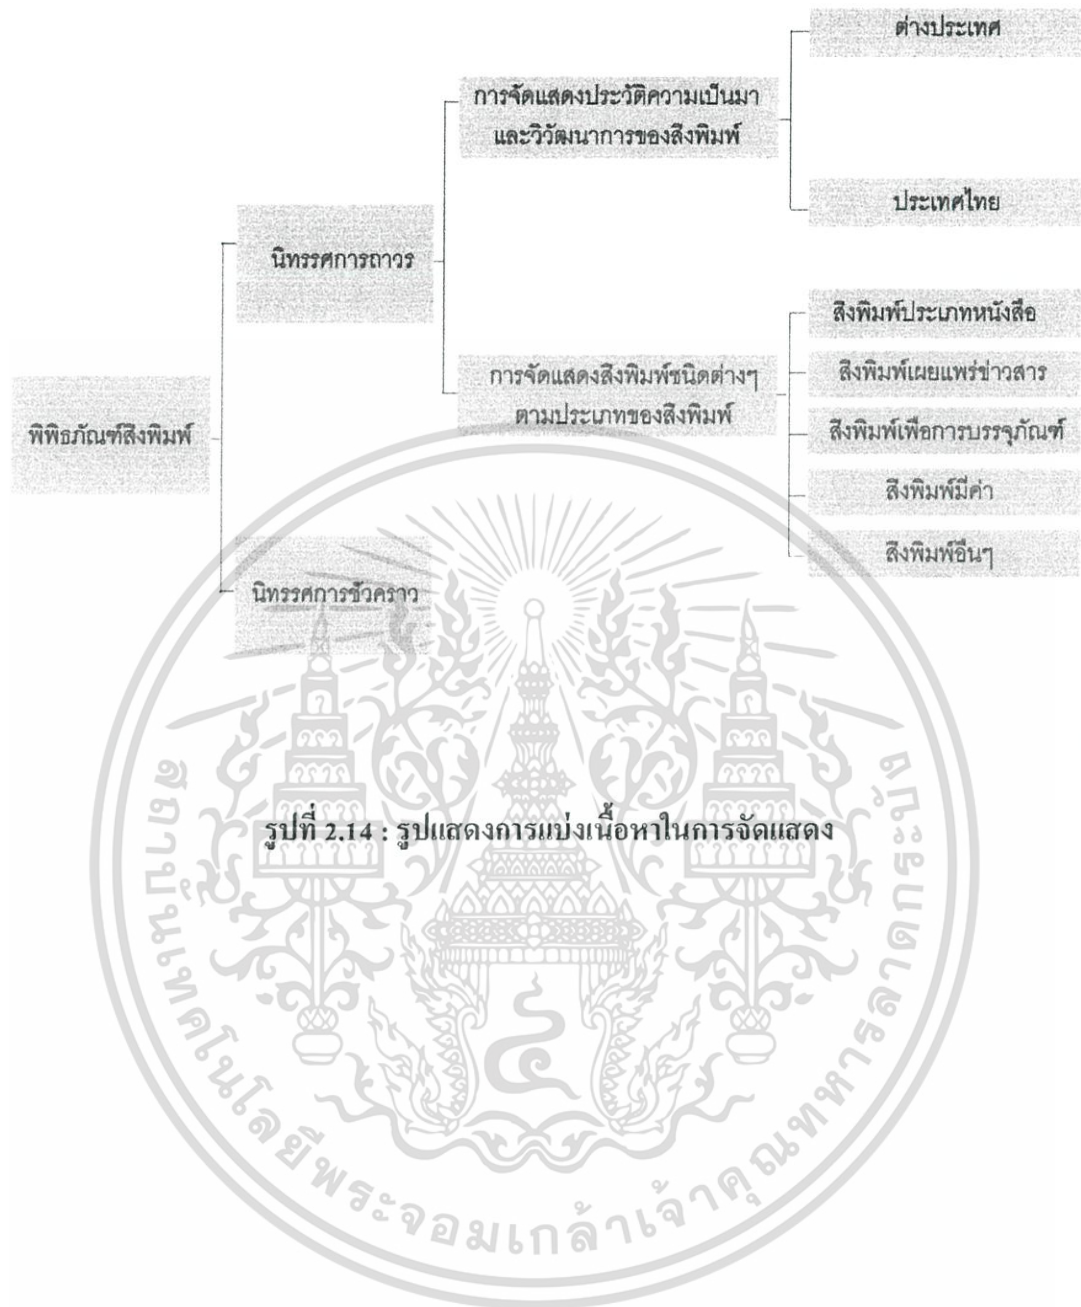 ต่างประเทศ
การจัดแสดงประวัติความเป็นมา
และวิวัฒนาการของสิ่งพิมพ์
ประเทศไทย
นิทรรศการถาวร
สิ่งพิมพ์ประเภทหนังสือ
การจัดแสดงสิ่งพิมพ์ชนิดต่างๆ
ตามประเภทของสิ่งพิมพ์
สิ่งพิมพ์เผยแพร่ข่าวสาร
พิพิธภัณฑ์สิ่งพิมพ์
สิ่งพิมพ์เพื่อการบรรจุภัณฑ์
สิ่งพิมพ์มีค่า
สิ่งพิมพ์อื่นๆ
นิทรรศการชั่วคราว
รูปที่ 2.14 : รูปแสดงการแบ่งเนื้อหาในการจัดแสดง
สถาบันเทคโนโลยีพระจอมเกล้าเจ้าคุณทหารลาดกระบัง